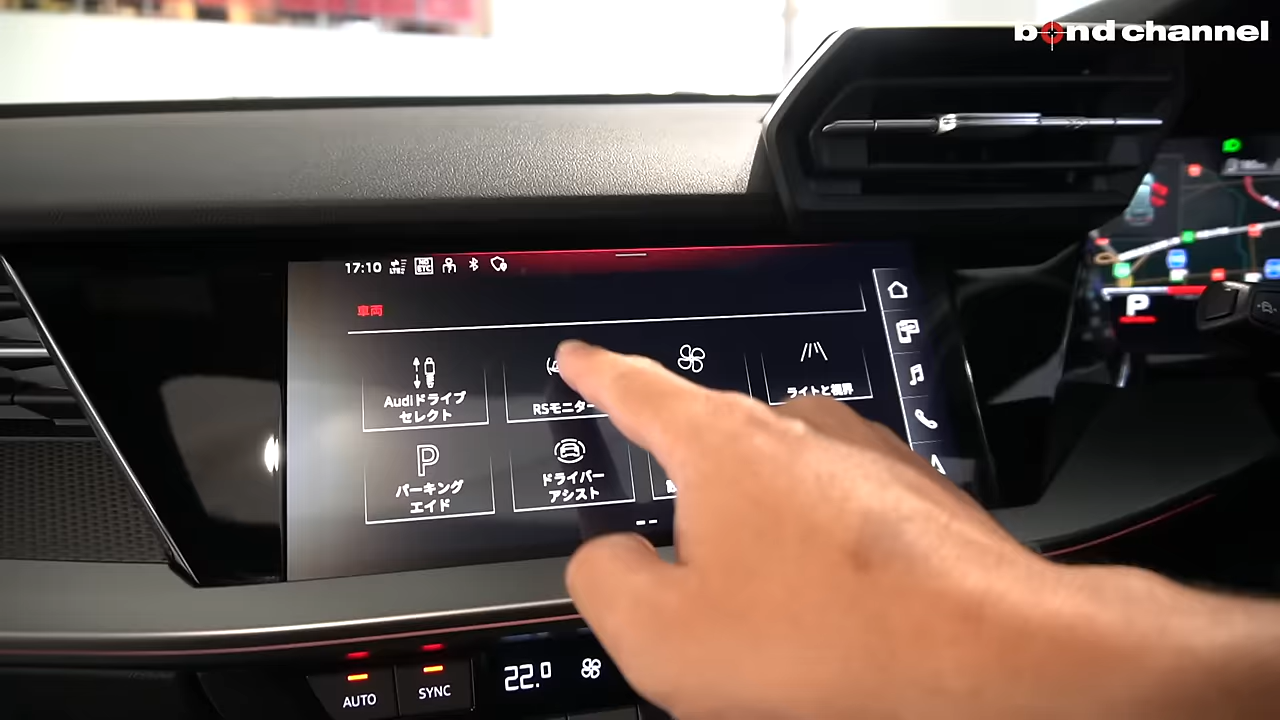 bond channel
17:10
NO
ETC
車両
Audiドライブ
セレクト
RSモニター
ライトと視界
P
パーキング
エイド
ドライバー
アシスト
P
AUTO
SYNC
22.0